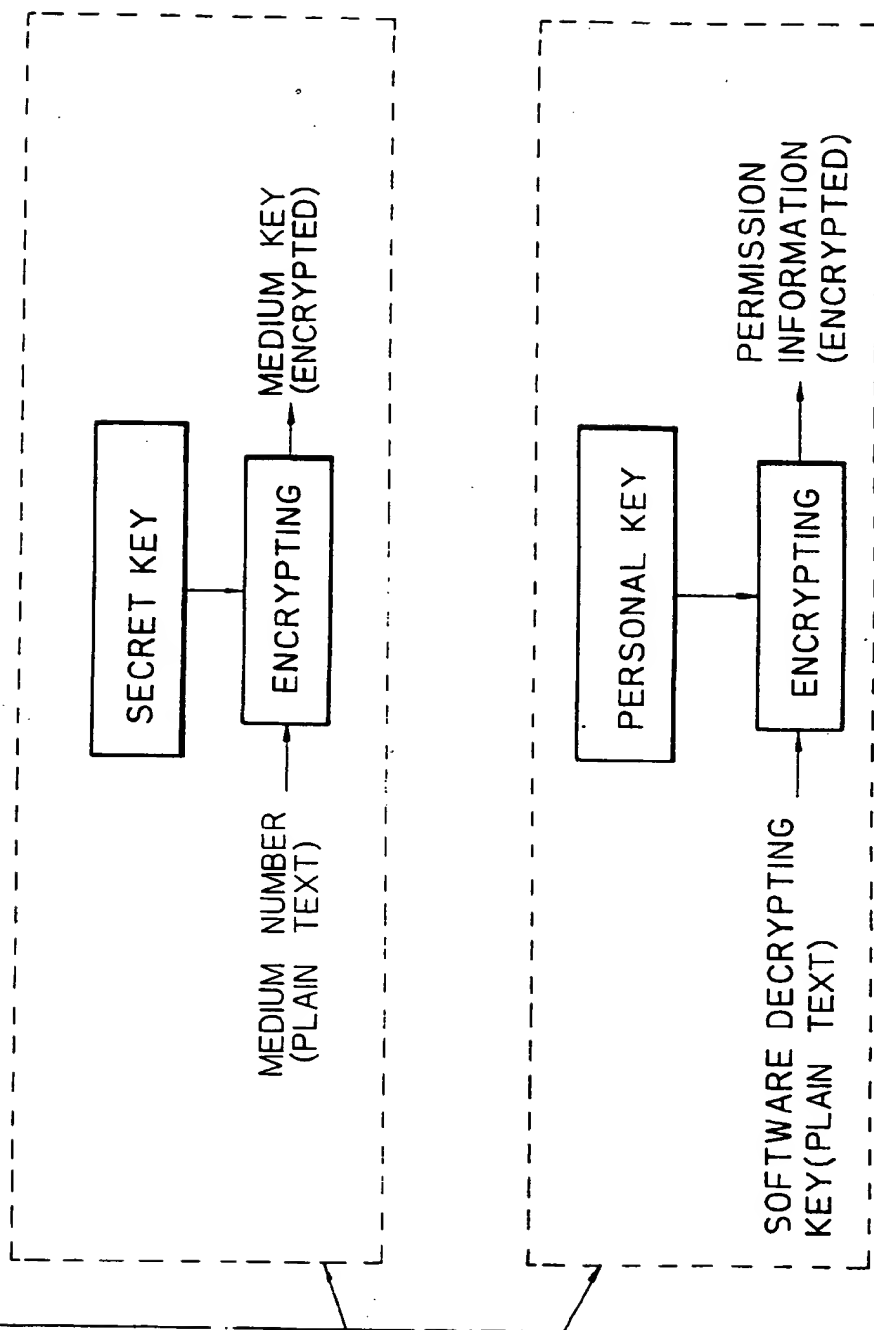 SECRET KEY
MEDIUM NUMBER
(PLAIN TEXT)
ENCRYPTING
MEDIUM KEY
(ENCRYPTED)
PERSONAL KEY
SOFTWARE DECRYPTING
KEY(PLAIN TEXT)
ENCRYPTING
PERMISSION
INFORMATION
(ENCRYPTED)